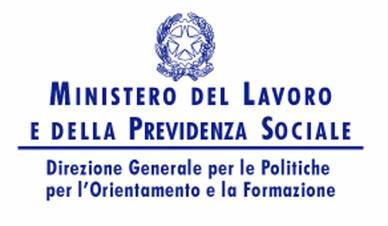 MINISTERO DEL LAVORO
E DELLA PREVIDENZA SOCIALE
Direzione Generale per le Politiche
per l'Orientamento e la Formazione